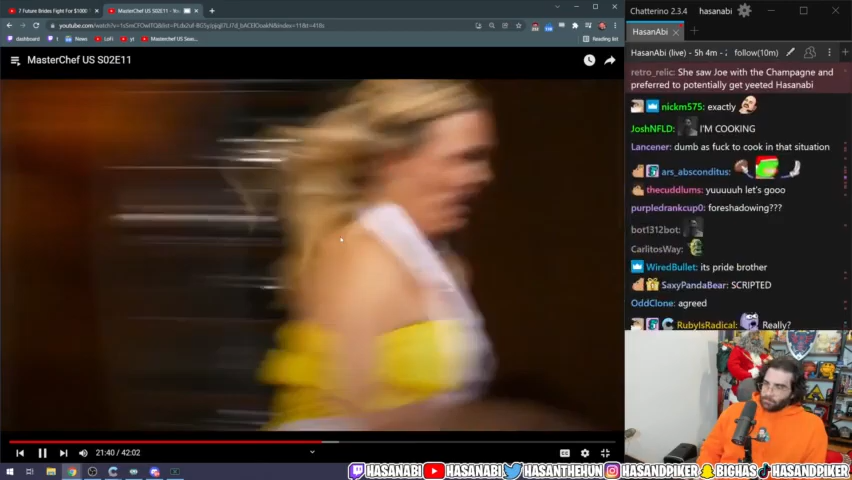 7 Future Brides Fight For $1000
MasterChef US S02E11 - You
Chatterino 2.3.4
hasanabi
HasanAbi
dashboard
News
LoFi
yt
MasterChef US Seas...
Reading list
HasanAbi (live) - 5h 4m -
follow(10m)
MasterChef US S02E11
retro_relic: She saw Joe with the Champagne and
preferred to potentially get yeeted Hasanabi
nickm575: exactly
JoshNFLD: I'M COOKING
Lancener: dumb as fuck to cook in that situation
ars_absconditus:
thecuddlums: yuuuuuh let's gooo
purpledrankcup0: foreshadowing???
bot1312bot:
CarlitosWay:
WiredBullet: its pride brother
SaxyPandaBear: SCRIPTED
OddClone: agreed
RubyIsRadical: Really?
21:40 / 42:02
HASANABI HASANABI HASANTHEHUN HASANDPIKER BIGHAS HASANDPIKER